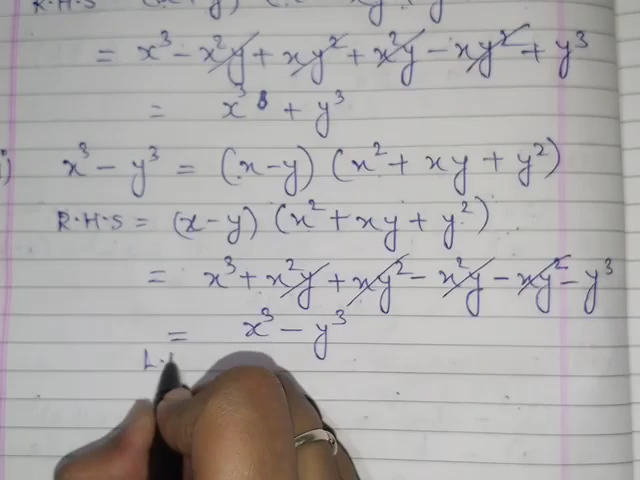 R.H.S
= x³ - x²y + xy² + x²y - xy² + y³
= x³ + y³
x³ - y³ = (x-y) (x² + xy + y²)
R.H.S = (x-y) (x² + xy + y²)
= x³ + x²y + xy² - x²y - xy² - y³
= x³ - y³
L.